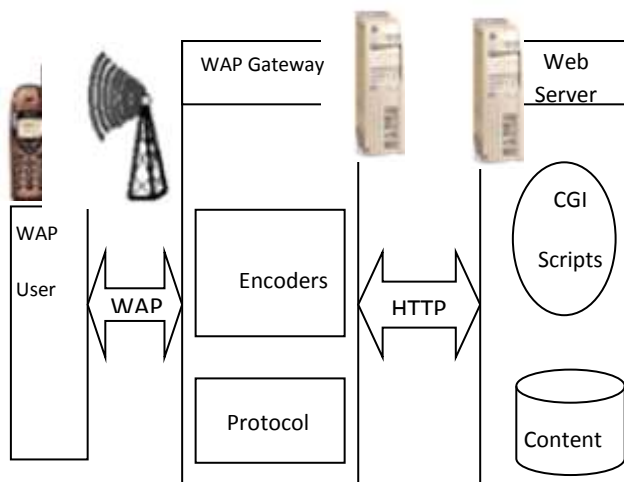 WAP Gateway
Web
Server
WAP
User
WAP
Encoders
HTTP
CGI
Scripts
Protocol
Content